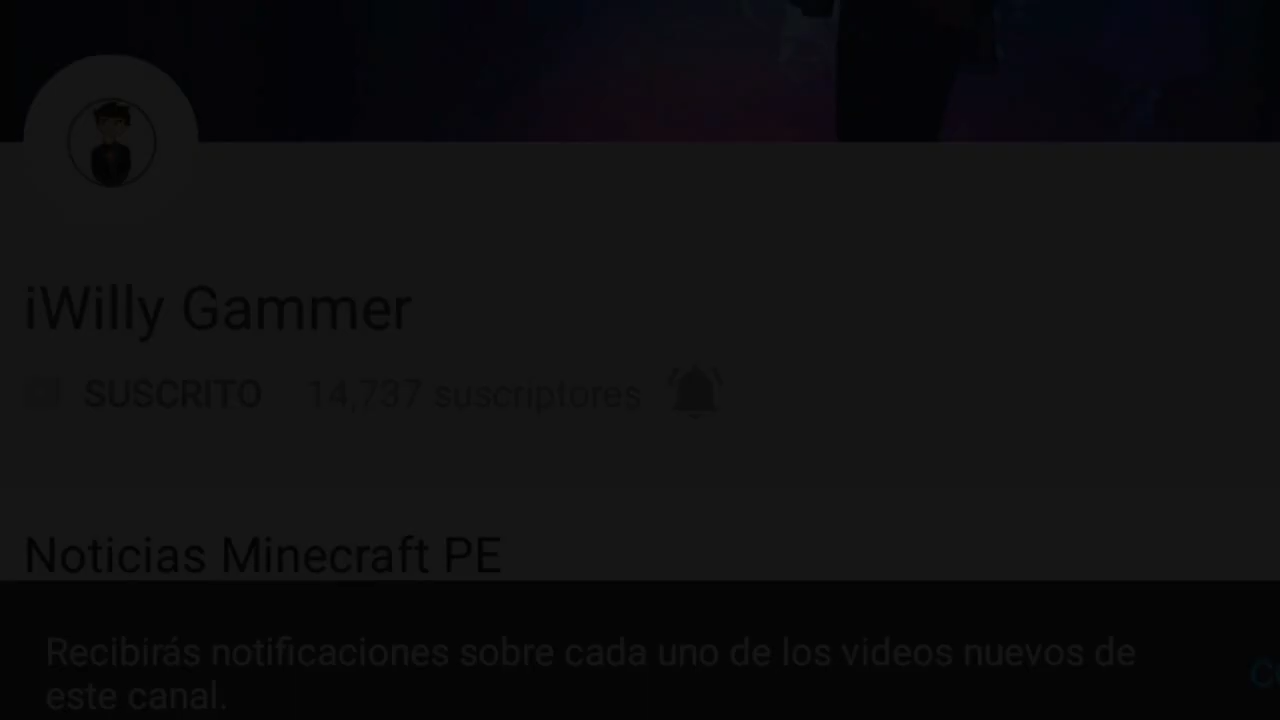 iWilly Gammer
SUSCRITO 14,737 suscriptores
Noticias Minecraft PE
Recibirás notificaciones sobre cada uno de los videos nuevos de
este canal.